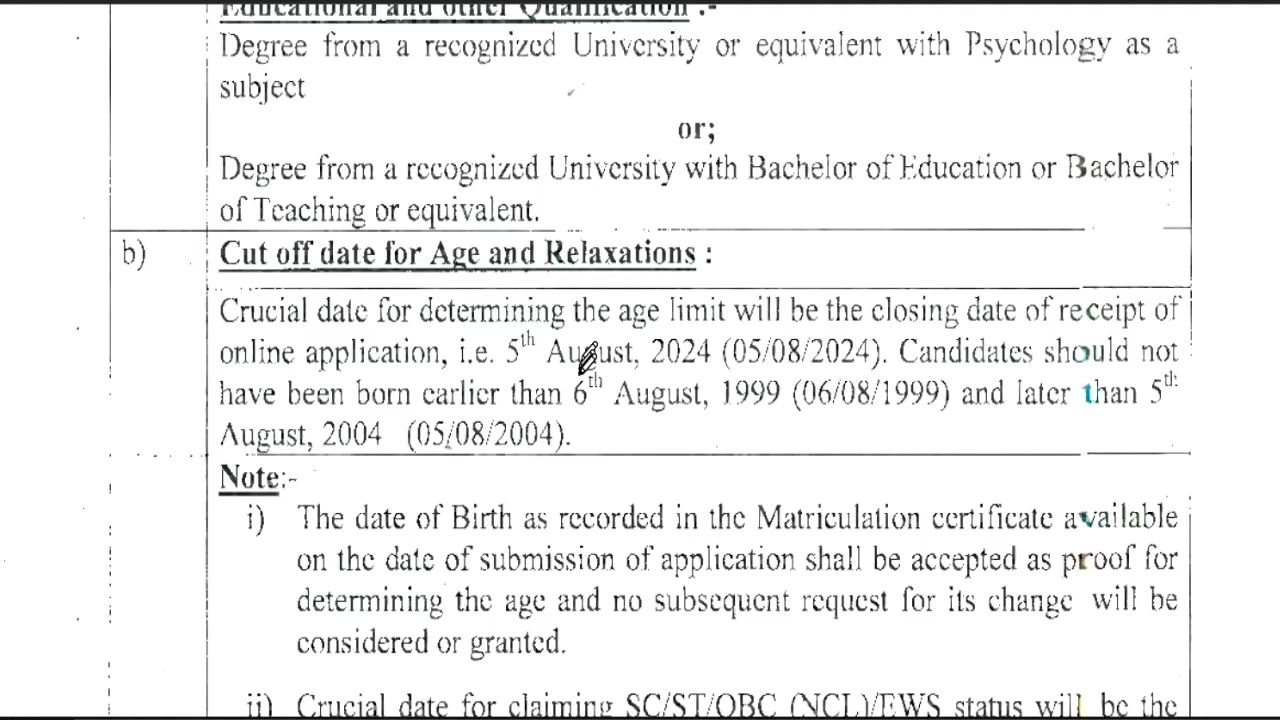 Educational and other Qualification :-
Degree from a recognized University or equivalent with Psychology as a
subject
or;
Degree from a recognized University with Bachelor of Education or Bachelor
of Teaching or equivalent.
b) Cut off date for Age and Relaxations :
Crucial date for determining the age limit will be the closing date of receipt of
online application, i.e. 5th August, 2024 (05/08/2024). Candidates should not
have been born earlier than 6th August, 1999 (06/08/1999) and later than 5th
August, 2004 (05/08/2004).
Note:-
i) The date of Birth as recorded in the Matriculation certificate available
on the date of submission of application shall be accepted as proof for
determining the age and no subsequent request for its change will be
considered or granted.
ii) Crucial date for claiming SC/ST/OBC (NCL)/EWS status will be the